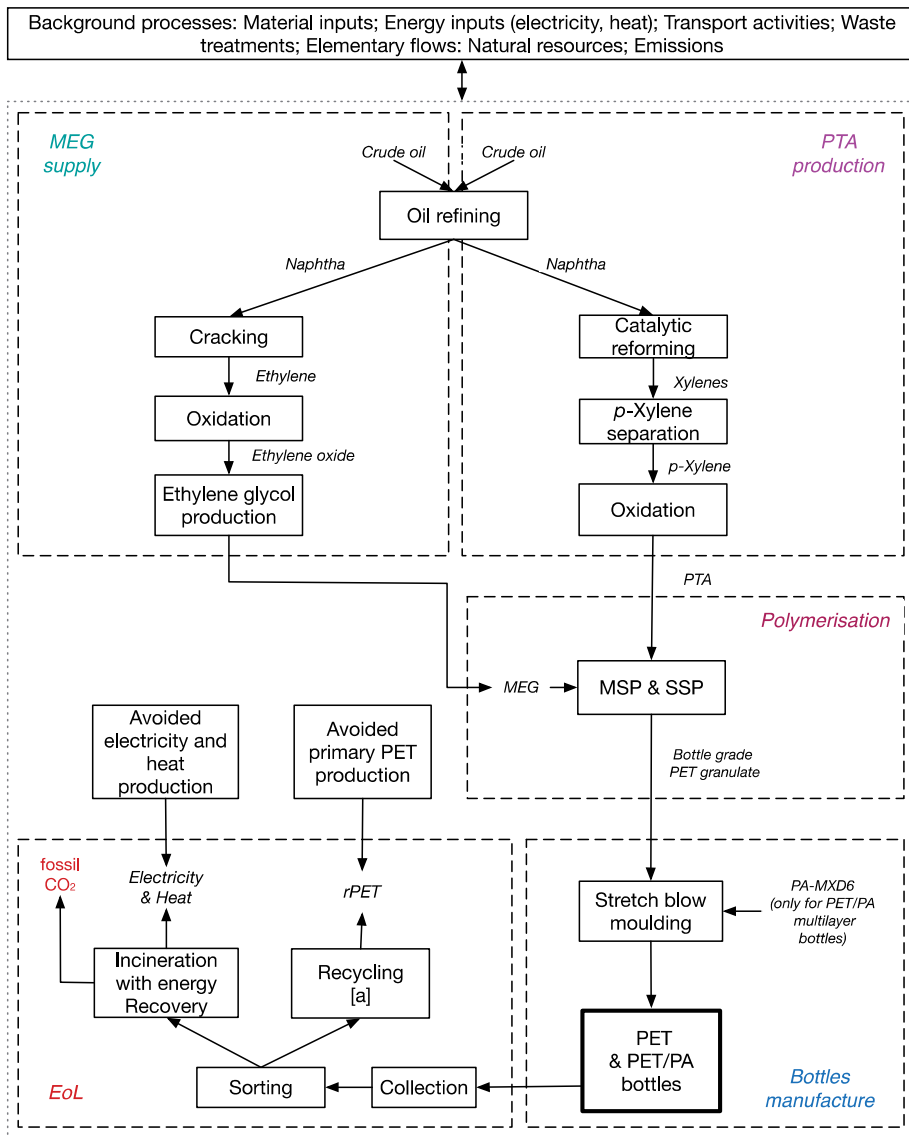 Background processes: Material inputs; Energy inputs (electricity, heat); Transport activities; Waste
treatments; Elementary flows: Natural resources; Emissions
MEG
supply
PTA
production
Crude oil
Crude oil
Oil refining
Naphtha
Naphtha
Cracking
Catalytic
reforming
Ethylene
Xylenes
Oxidation
p-Xylene
separation
Ethylene oxide
p-Xylene
Ethylene glycol
production
Oxidation
PTA
Polymerisation
MEG
MSP & SSP
Avoided
electricity and
heat production
Avoided
primary PET
production
Bottle grade
PET granulate
fossil
CO₂
Electricity
& Heat
rPET
Stretch blow
moulding
PA-MXD6
(only for PET/PA
multilayer
bottles)
Incineration
with energy
Recovery
Recycling
[a]
PET
& PET/PA
bottles
EoL
Sorting
Collection
Bottles
manufacture